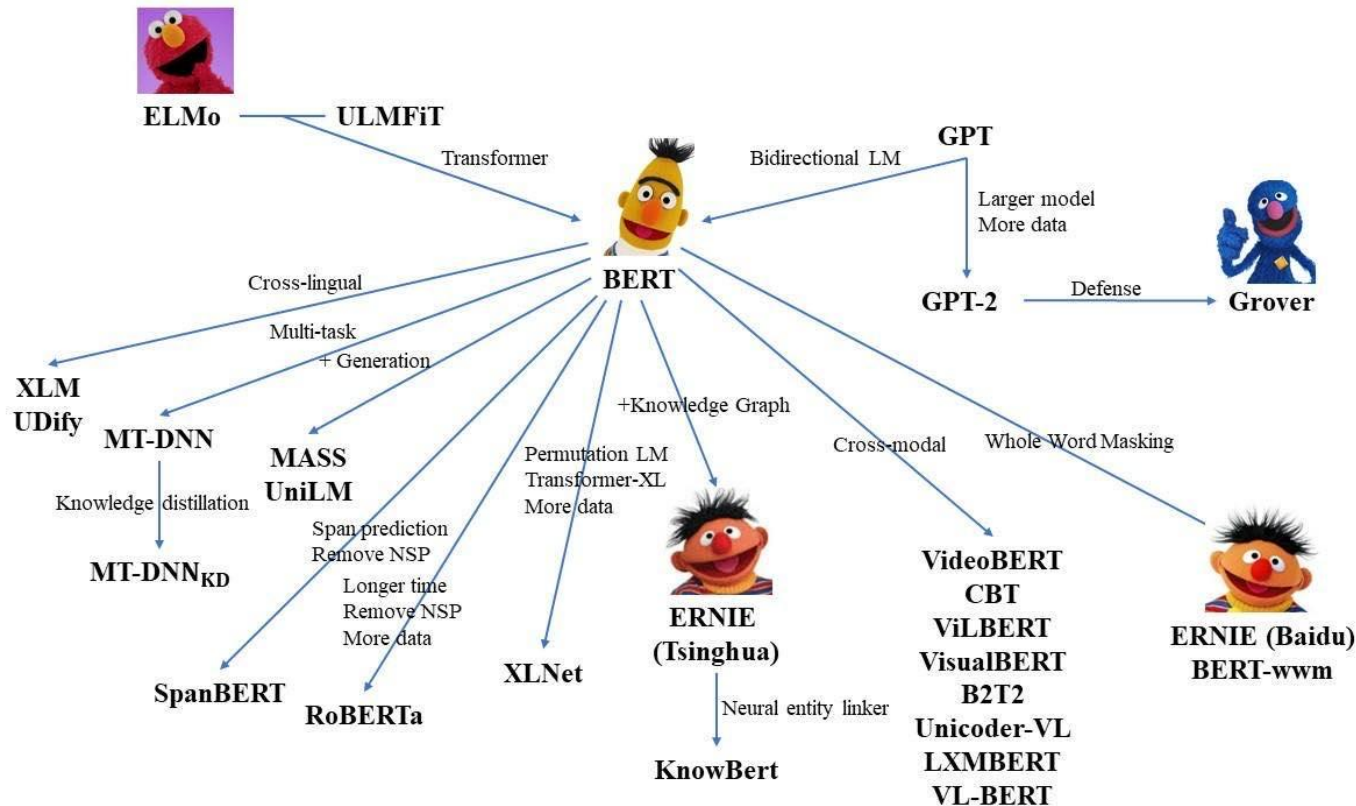 ELMo
ULMFiT
GPT
Transformer
Bidirectional LM
Larger model
More data
BERT
GPT-2
Defense
Grover
Cross-lingual
Multi-task
+ Generation
XLM
UDify
MT-DNN
MASS
UniLM
+Knowledge Graph
Cross-modal
Whole Word Masking
Permutation LM
Transformer-XL
More data
Knowledge distillation
Span prediction
Remove NSP
MT-DNNKD
Longer time
Remove NSP
More data
SpanBERT
RoBERTa
XLNet
ERNIE
(Tsinghua)
Neural entity linker
KnowBert
VideoBERT
CBT
ViLBERT
VisualBERT
B2T2
Unicoder-VL
LXMBERT
VL-BERT
ERNIE (Baidu)
BERT-wwm